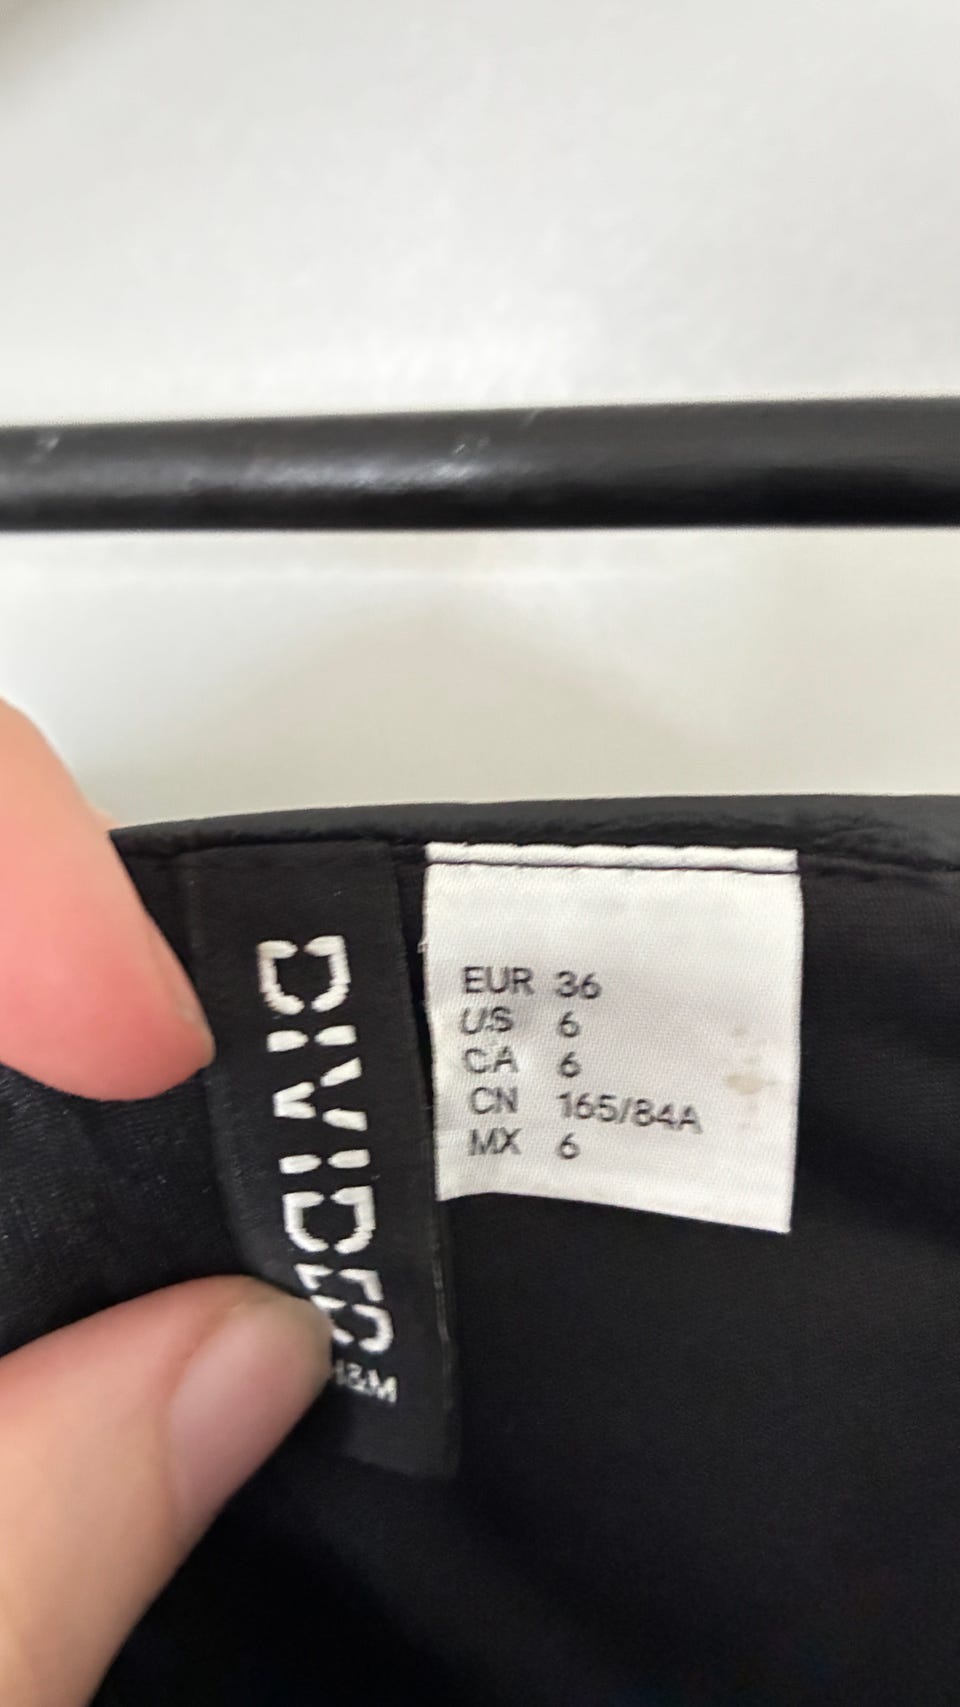 DIVIDED
H&M
EUR 36
US 6
CA 6
CN 165/84A
MX 6